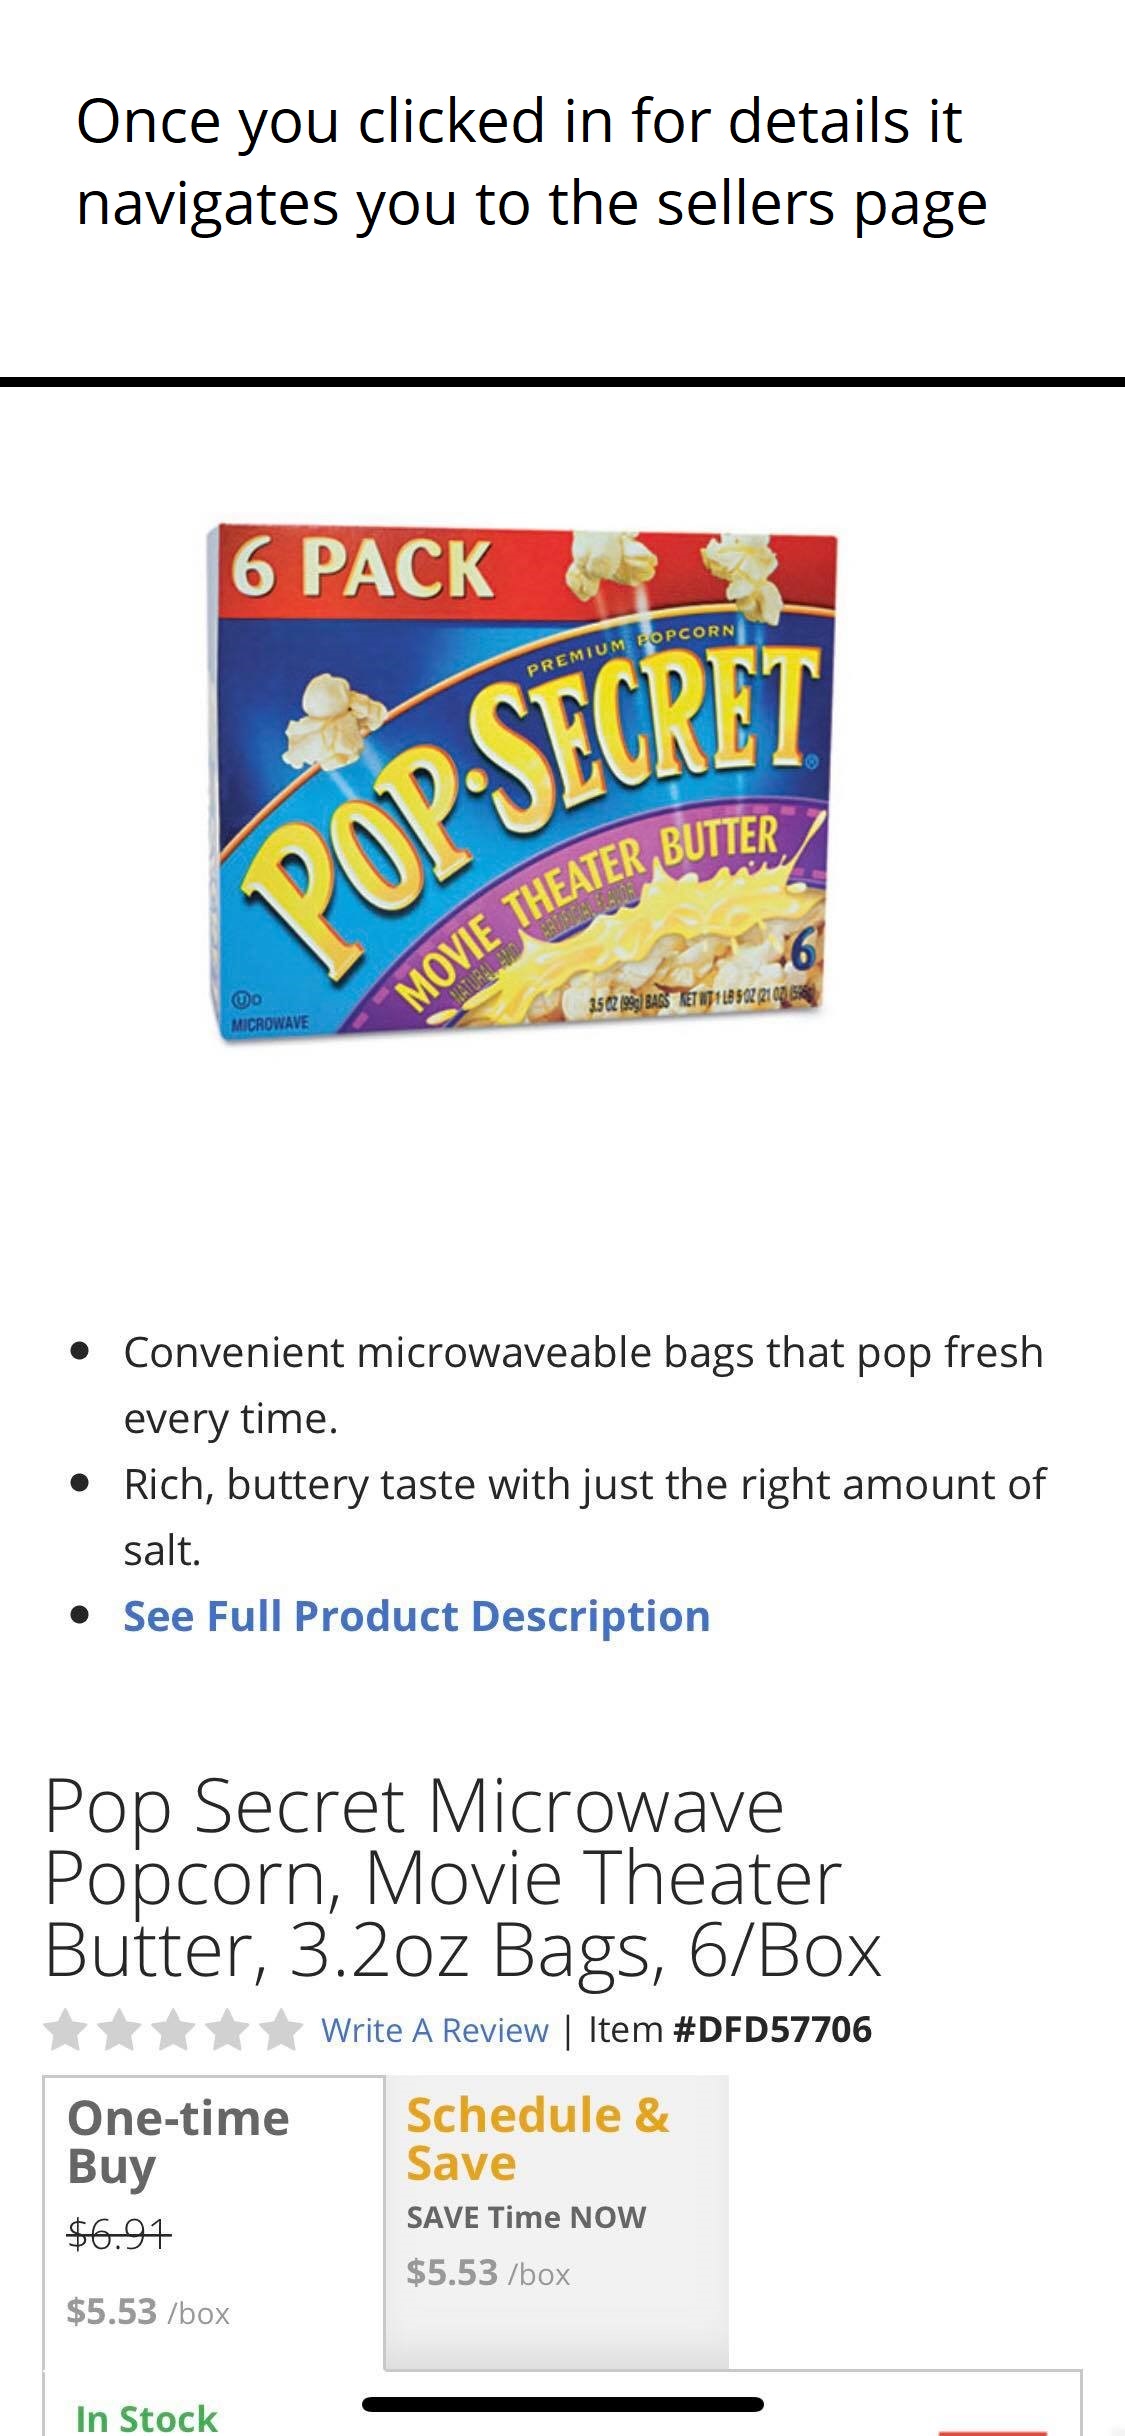 Once you clicked in for details it
navigates you to the sellers page
6 PACK
PREMIUM POPCORN
POP·SECRET®
MOVIE THEATER BUTTER
NATURAL AND ARTIFICIAL FLAVOR
6
3.5 OZ (99g) BAGS NET WT 1 LB 5 OZ (21 OZ)
MICROWAVE
• Convenient microwaveable bags that pop fresh
every time.
• Rich, buttery taste with just the right amount of
salt.
• See Full Product Description
Pop Secret Microwave
Popcorn, Movie Theater
Butter, 3.2oz Bags, 6/Box
Write A Review | Item #DFD57706
One-time
Buy
$6.91
$5.53 /box
Schedule &
Save
SAVE Time NOW
$5.53 /box
In Stock